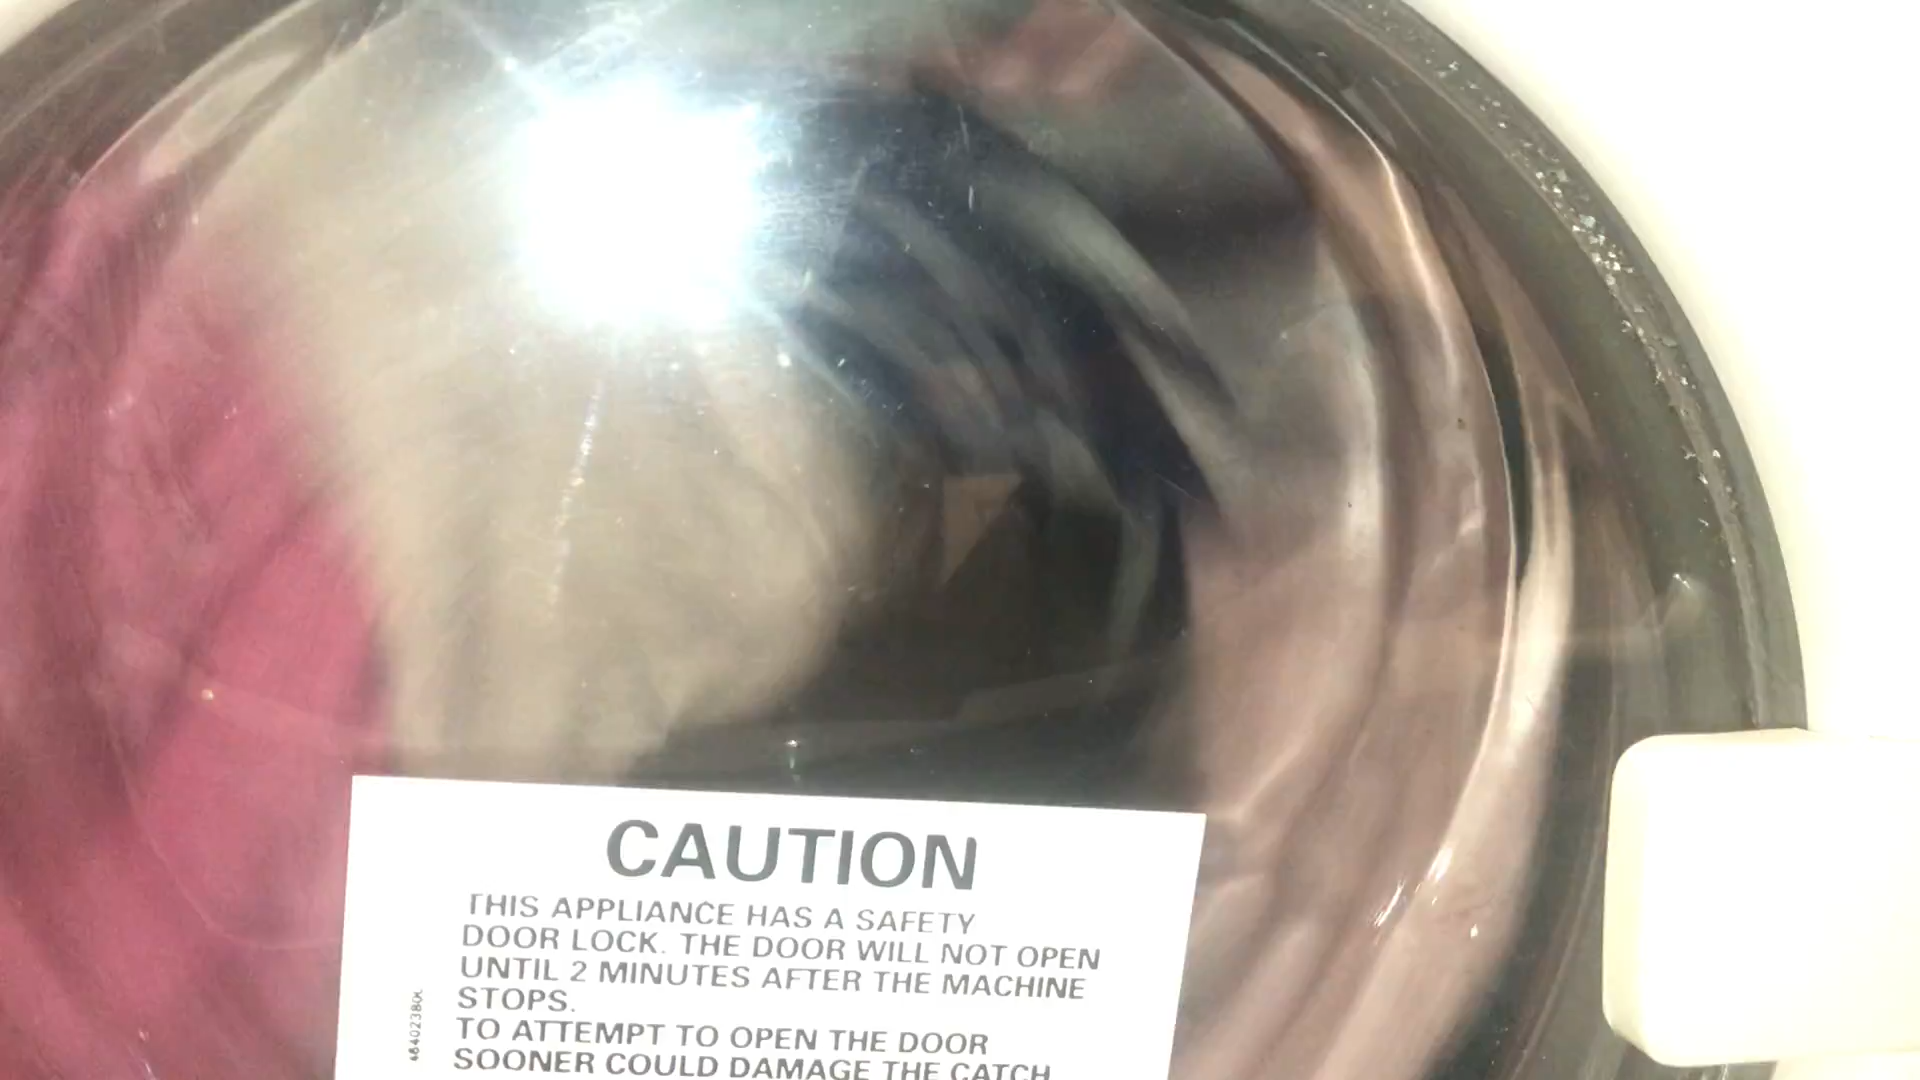 CAUTION
THIS APPLIANCE HAS A SAFETY
DOOR LOCK. THE DOOR WILL NOT OPEN
UNTIL 2 MINUTES AFTER THE MACHINE
STOPS.
TO ATTEMPT TO OPEN THE DOOR
SOONER COULD DAMAGE THE CATCH